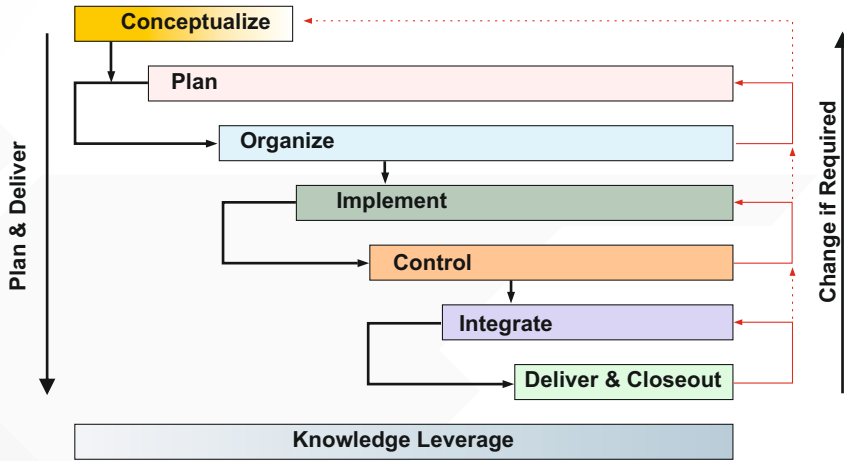 Conceptualize
Plan
Organize
Implement
Control
Integrate
Deliver & Closeout
Knowledge Leverage
Plan & Deliver
Change if Required